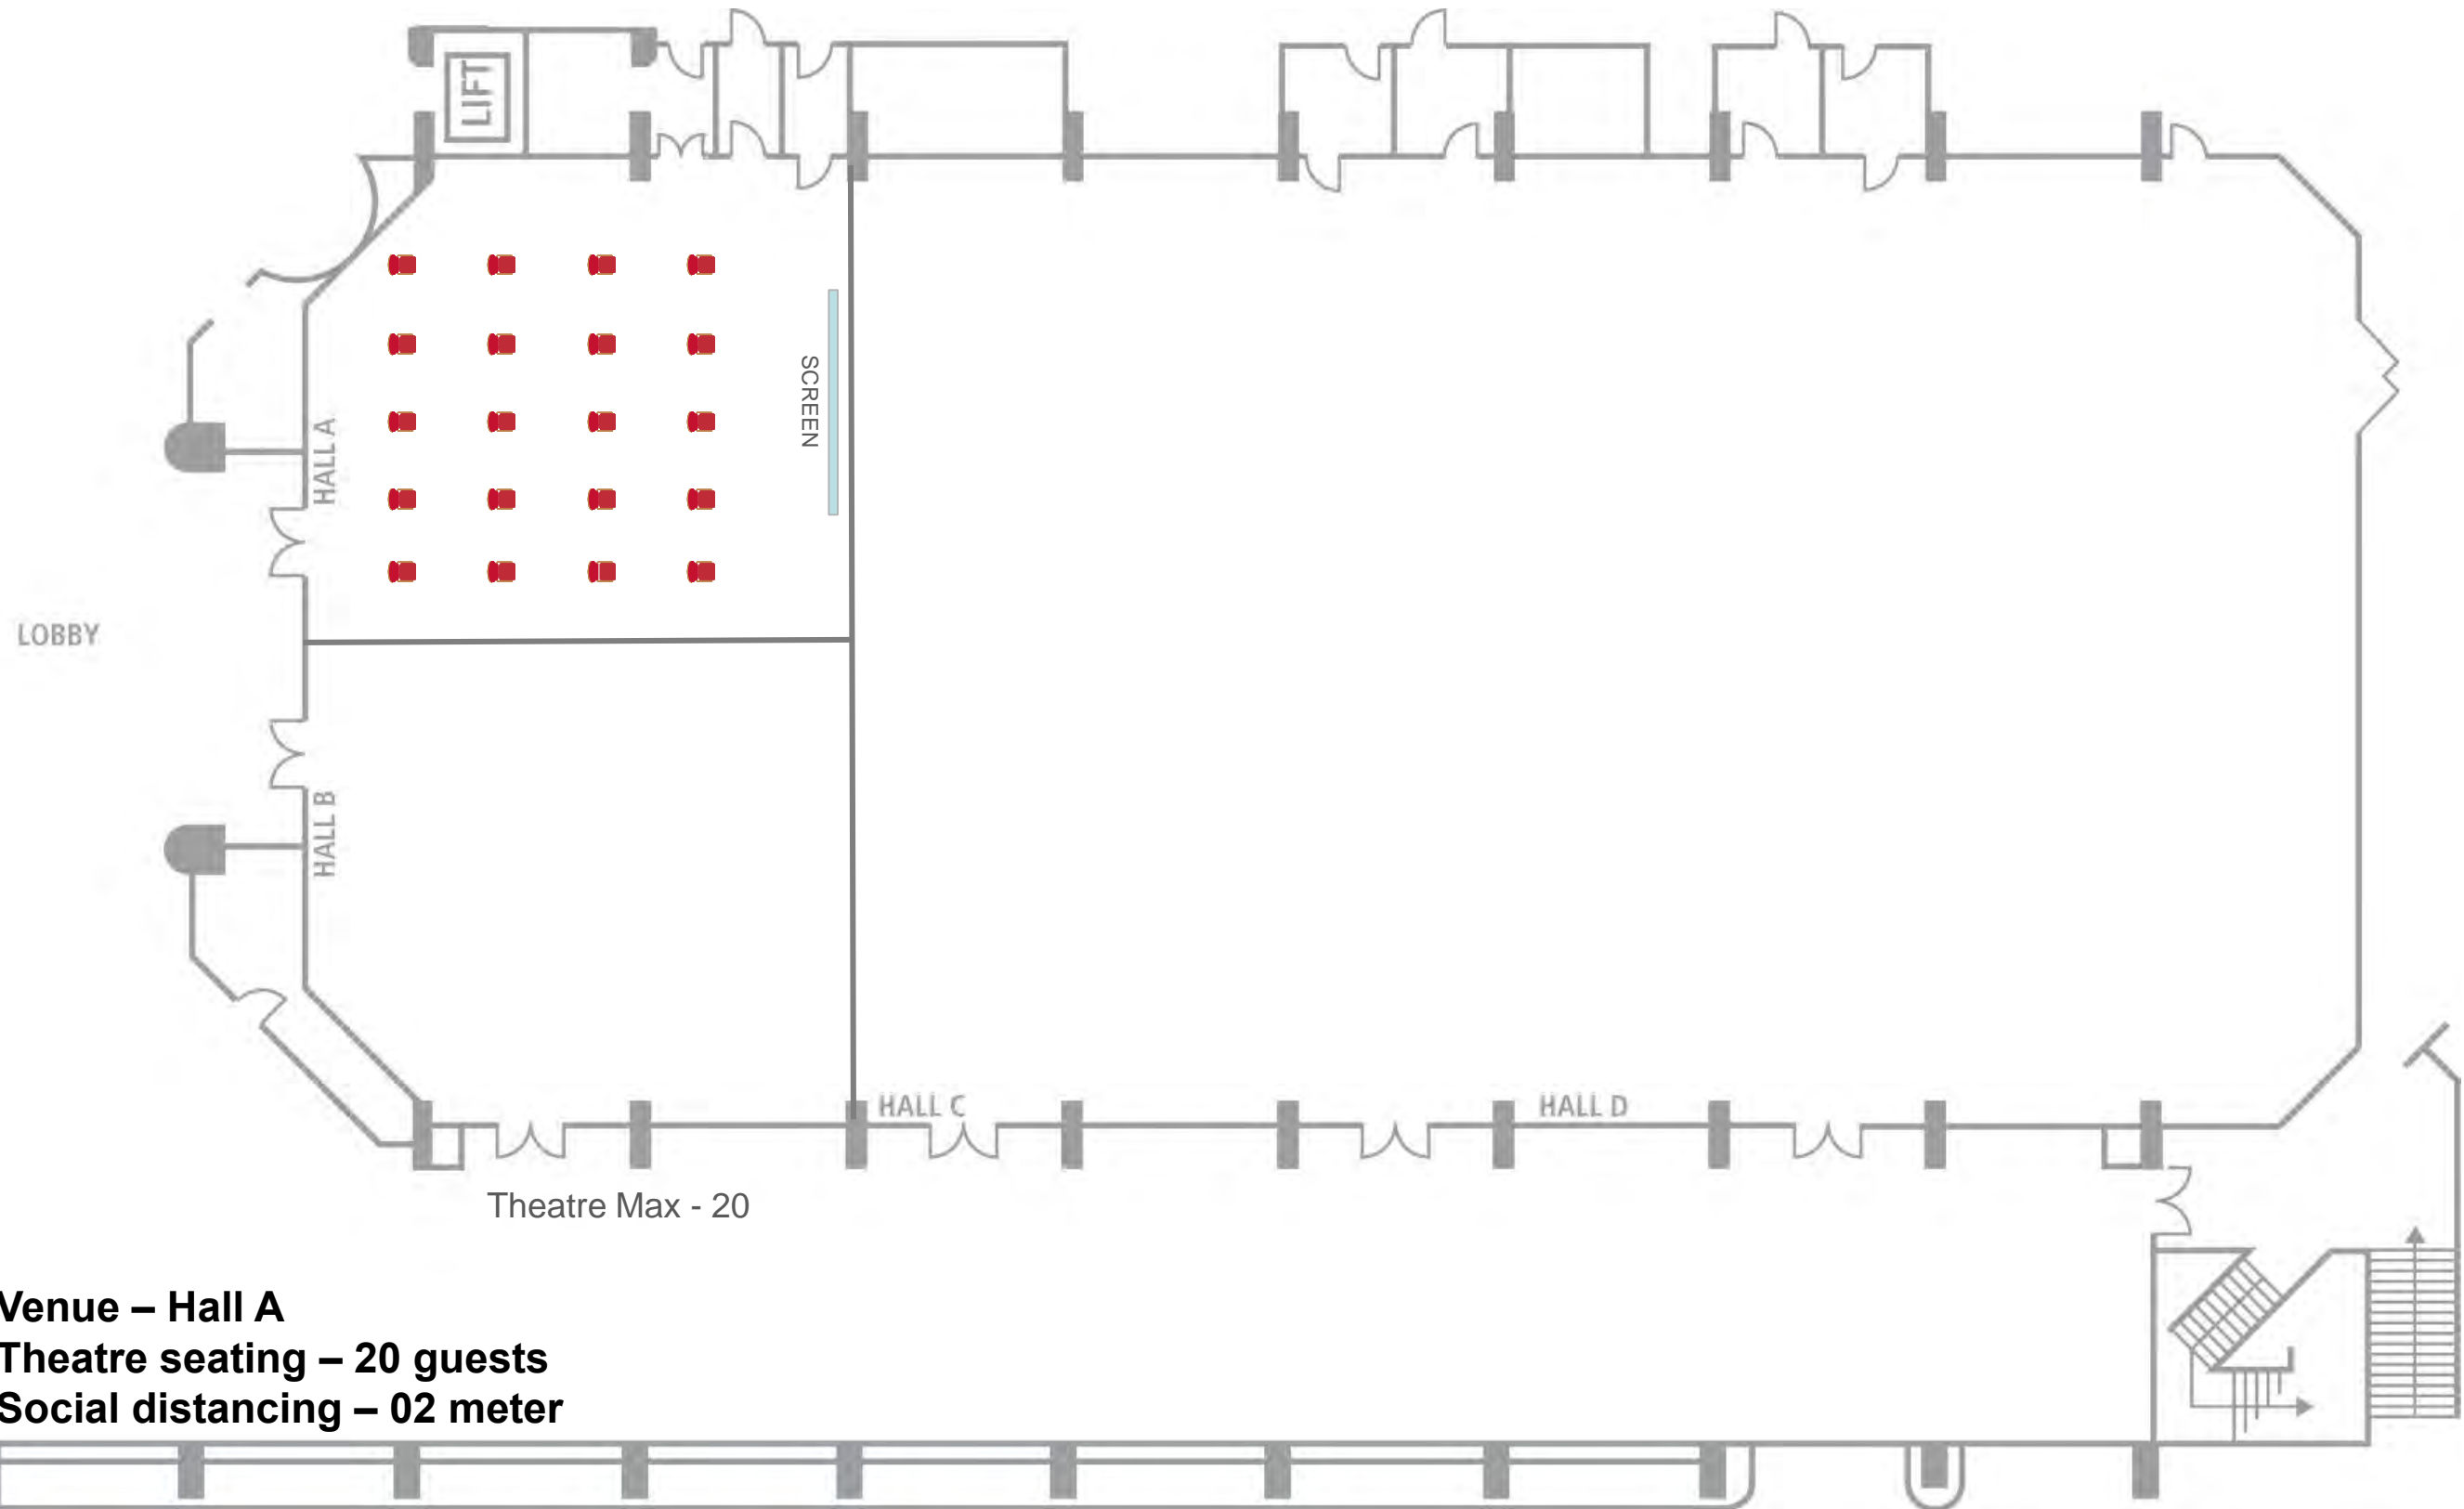 LIFT
SCREEN
HALL A
LOBBY
HALL B
HALL C
HALL D
Theatre Max - 20
Venue – Hall A
Theatre seating – 20 guests
Social distancing – 02 meter